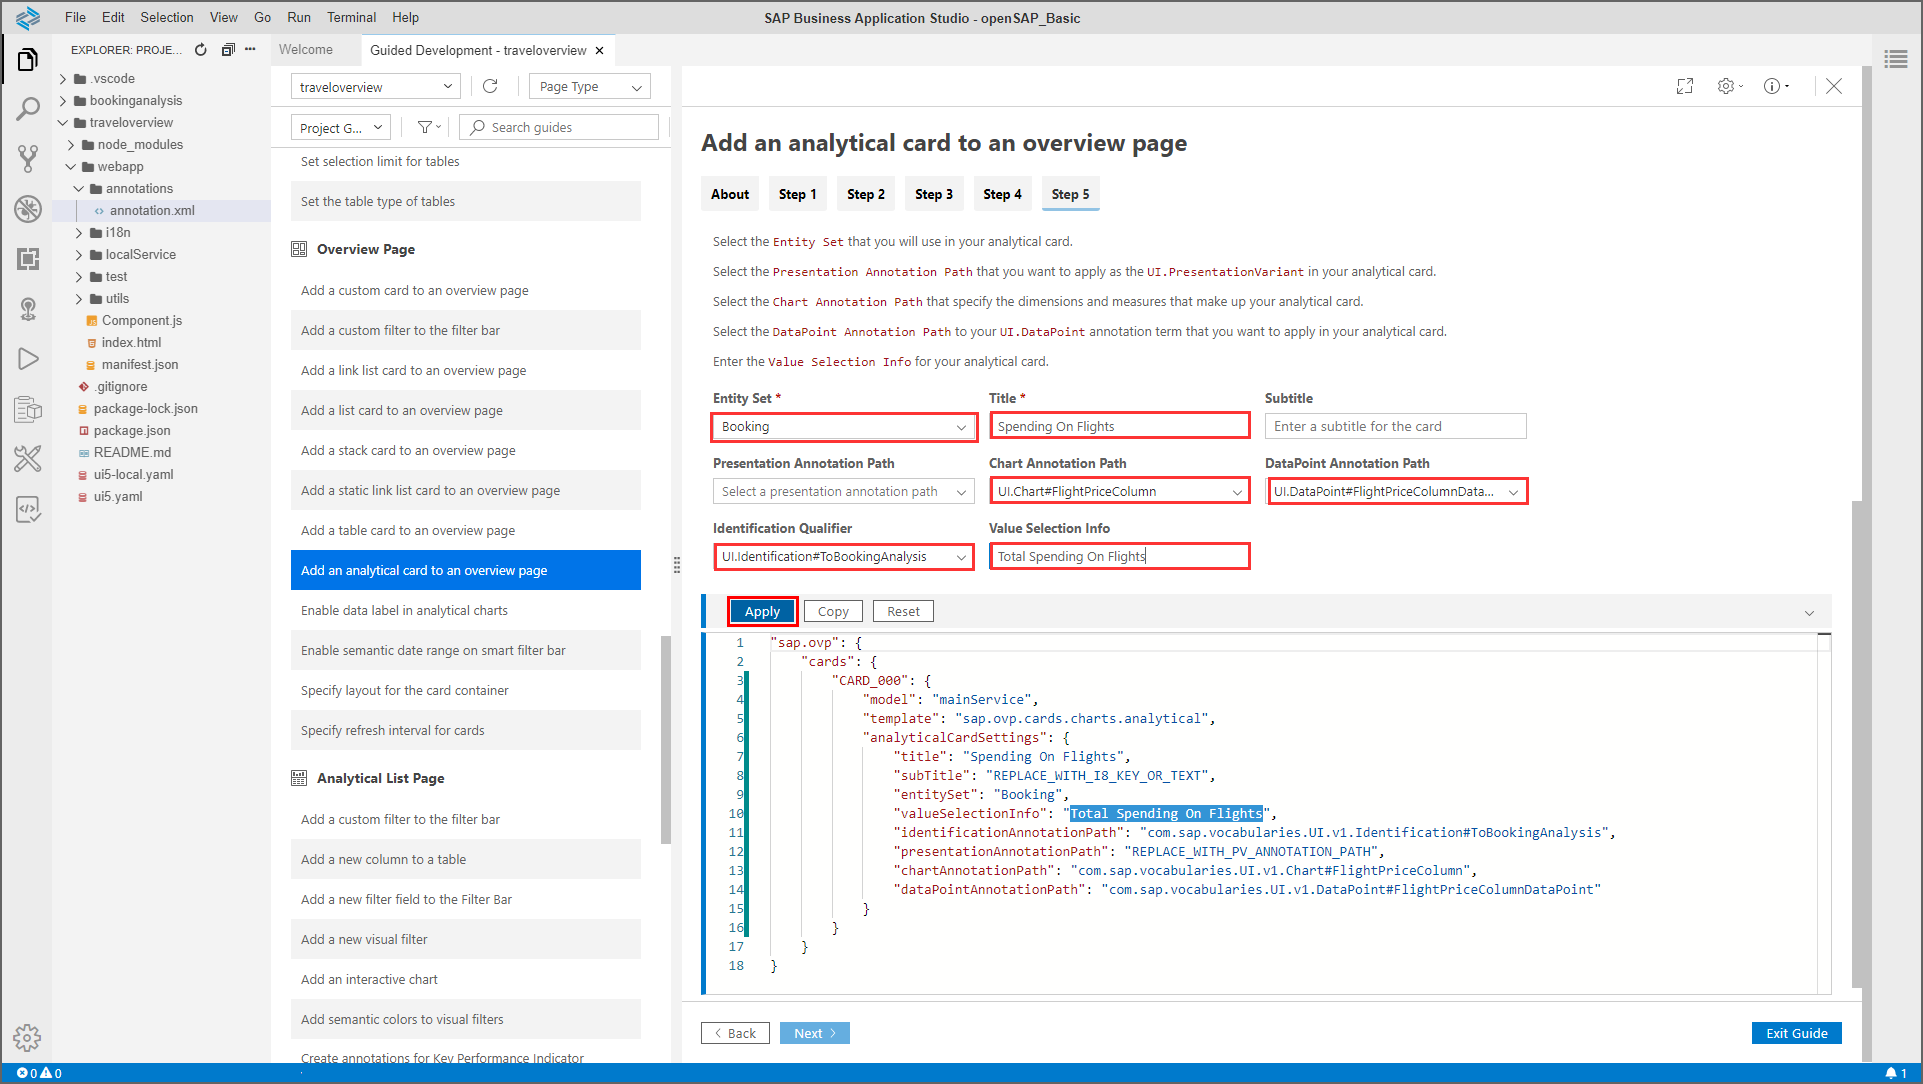 File Edit Selection View Go Run Terminal Help
SAP Business Application Studio - openSAP_Basic
EXPLORER: PROJE...
Welcome
Guided Development - traveloverview
.vscode
bookinganalysis
traveloverview
node_modules
webapp
annotations
annotation.xml
i18n
localService
test
utils
Component.js
index.html
manifest.json
.gitignore
package-lock.json
package.json
README.md
ui5-local.yaml
ui5.yaml
traveloverview
Page Type
Project G...
Search guides
Set selection limit for tables
Set the table type of tables
Overview Page
Add a custom card to an overview page
Add a custom filter to the filter bar
Add a link list card to an overview page
Add a list card to an overview page
Add a stack card to an overview page
Add a static link list card to an overview page
Add a table card to an overview page
Add an analytical card to an overview page
Enable data label in analytical charts
Enable semantic date range on smart filter bar
Specify layout for the card container
Specify refresh interval for cards
Analytical List Page
Add a custom filter to the filter bar
Add a new column to a table
Add a new filter field to the Filter Bar
Add a new visual filter
Add an interactive chart
Add semantic colors to visual filters
Create annotations for Key Performance Indicator
Add an analytical card to an overview page
About Step 1 Step 2 Step 3 Step 4 Step 5
Select the Entity Set that you will use in your analytical card.
Select the Presentation Annotation Path that you want to apply as the UI.PresentationVariant in your analytical card.
Select the Chart Annotation Path that specify the dimensions and measures that make up your analytical card.
Select the DataPoint Annotation Path to your UI.DataPoint annotation term that you want to apply in your analytical card.
Enter the Value Selection Info for your analytical card.
Entity Set * Title * Subtitle
Booking Spending On Flights Enter a subtitle for the card
Presentation Annotation Path Chart Annotation Path DataPoint Annotation Path
Select a presentation annotation path UI.Chart#FlightPriceColumn UI.DataPoint#FlightPriceColumnData...
Identification Qualifier Value Selection Info
UI.Identification#ToBookingAnalysis Total Spending On Flights
Apply Copy Reset
1 "sap.ovp": {
2 "cards": {
3 "CARD_000": {
4 "model": "mainService",
5 "template": "sap.ovp.cards.charts.analytical",
6 "analyticalCardSettings": {
7 "title": "Spending On Flights",
8 "subTitle": "REPLACE_WITH_I8_KEY_OR_TEXT",
9 "entitySet": "Booking",
10 "valueSelectionInfo": "Total Spending On Flights",
11 "identificationAnnotationPath": "com.sap.vocabularies.UI.v1.Identification#ToBookingAnalysis",
12 "presentationAnnotationPath": "REPLACE_WITH_PV_ANNOTATION_PATH",
13 "chartAnnotationPath": "com.sap.vocabularies.UI.v1.Chart#FlightPriceColumn",
14 "dataPointAnnotationPath": "com.sap.vocabularies.UI.v1.DataPoint#FlightPriceColumnDataPoint"
15 }
16 }
17 }
18 }
Back Next Exit Guide
0 0 1